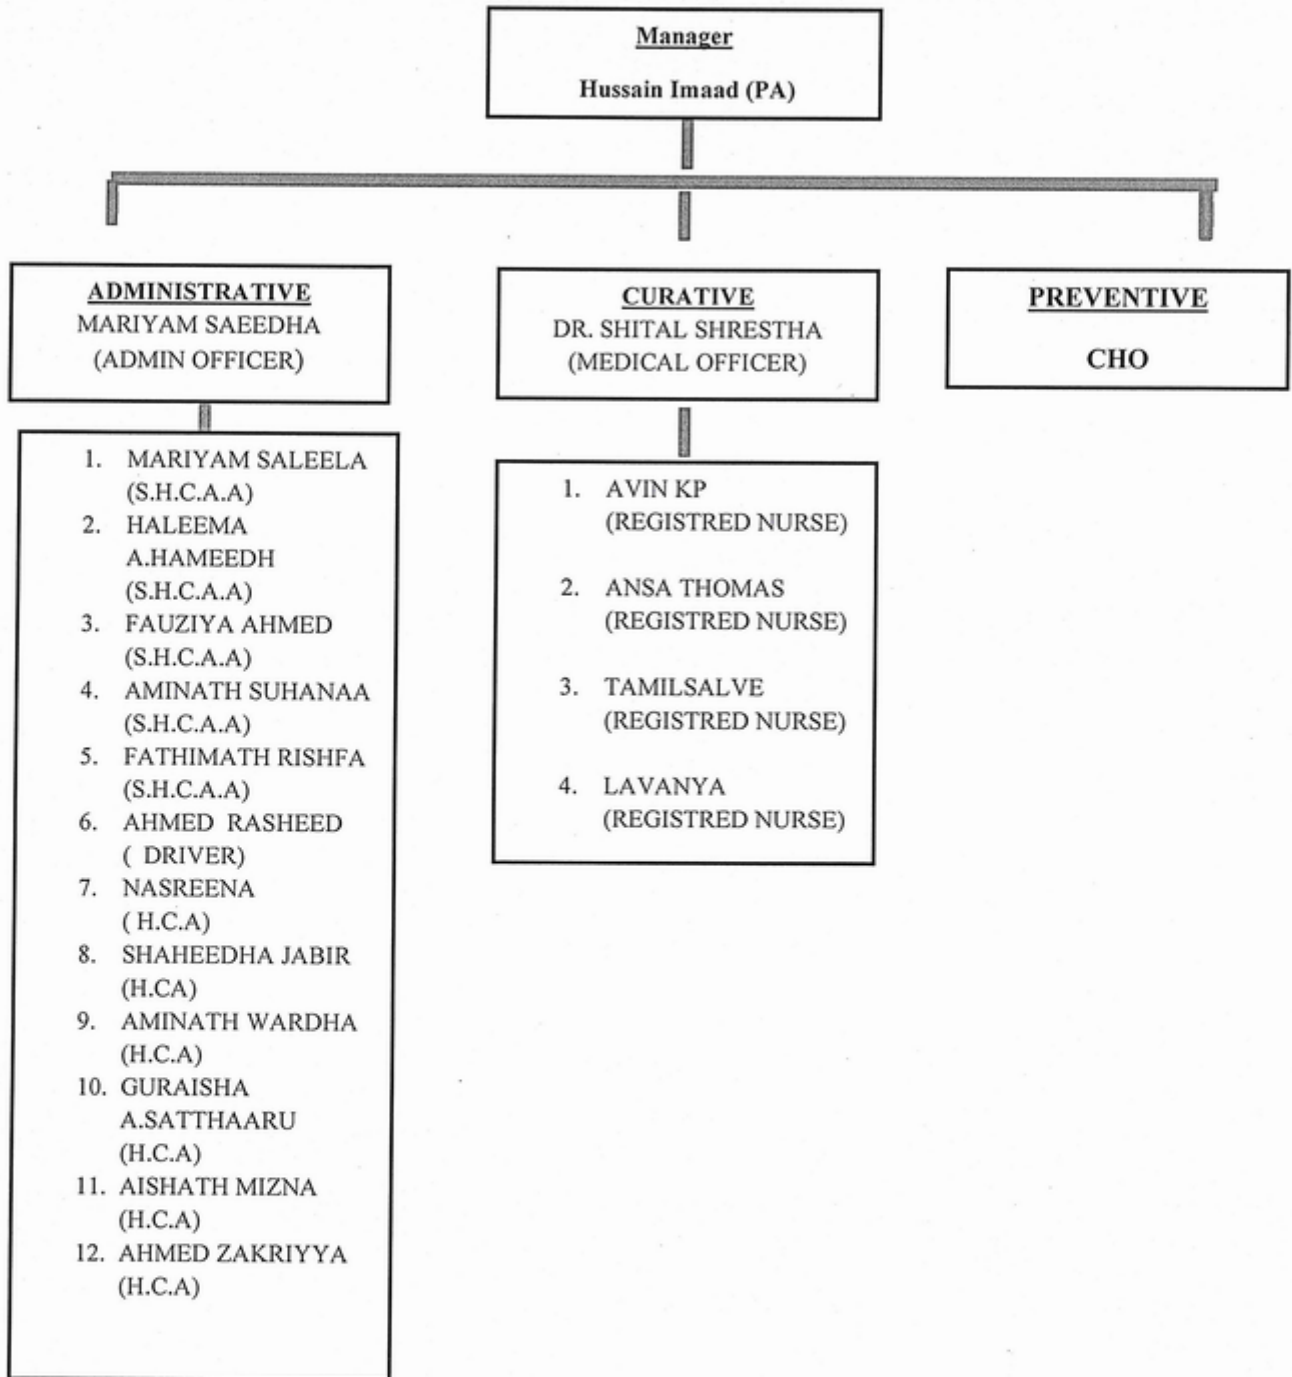 Manager
Hussain Imaad (PA)
ADMINISTRATIVE
MARIYAM SAEEDHA
(ADMIN OFFICER)
1. MARIYAM SALEELA
(S.H.C.A.A)
2. HALEEMA
A.HAMEEDH
(S.H.C.A.A)
3. FAUZIYA AHMED
(S.H.C.A.A)
4. AMINATH SUHANAA
(S.H.C.A.A)
5. FATHIMATH RISHFA
(S.H.C.A.A)
6. AHMED RASHEED
( DRIVER)
7. NASREENA
( H.C.A)
8. SHAHEEDHA JABIR
(H.CA)
9. AMINATH WARDHA
(H.C.A)
10. GURAISHA
A.SATTHAARU
(H.C.A)
11. AISHATH MIZNA
(H.C.A)
12. AHMED ZAKRIYYA
(H.C.A)
CURATIVE
DR. SHITAL SHRESTHA
(MEDICAL OFFICER)
1. AVIN KP
(REGISTRED NURSE)
2. ANSA THOMAS
(REGISTRED NURSE)
3. TAMILSALVE
(REGISTRED NURSE)
4. LAVANYA
(REGISTRED NURSE)
PREVENTIVE
CHO